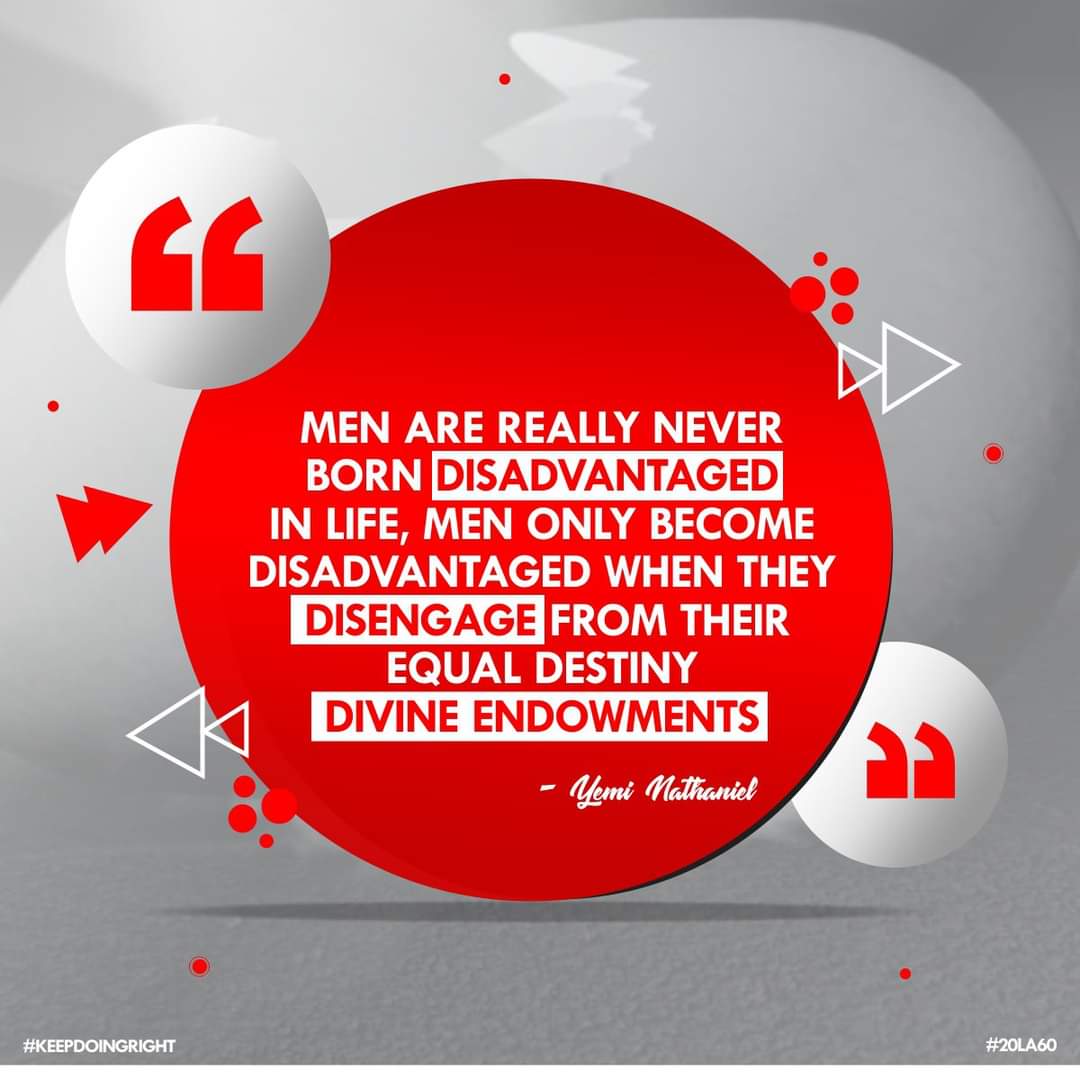 MEN ARE REALLY NEVER
BORN DISADVANTAGED
IN LIFE, MEN ONLY BECOME
DISADVANTAGED WHEN THEY
DISENGAGE FROM THEIR
EQUAL DESTINY
DIVINE ENDOWMENTS
- Yemi Nathaniel
#KEEPDOINGRIGHT
#20LA60